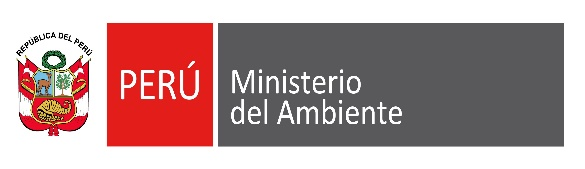 REPÚBLICA DEL PERÚ
PERÚ
Ministerio
del Ambiente